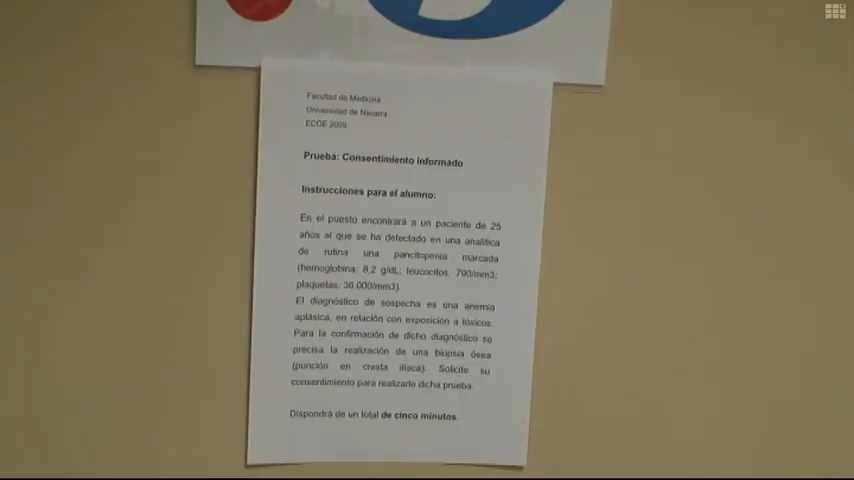 Facultad de Medicina
Universidad de Navarra
ECOE 2009
Prueba: Consentimiento informado
Instrucciones para el alumno:
En el puesto encontrará a un paciente de 25
años al que se ha detectado en una analítica
de rutina una pancitopenia marcada
(hemoglobina: 8,2 g/dL; leucocitos: 790/mm3;
plaquetas: 36.000/mm3).
El diagnóstico de sospecha es una anemia
aplásica, en relación con exposición a tóxicos.
Para la confirmación de dicho diagnóstico se
precisa la realización de una biopsia ósea
(punción en cresta ilíaca). Solicite su
consentimiento para realizarle dicha prueba.
Dispondrá de un total de cinco minutos.